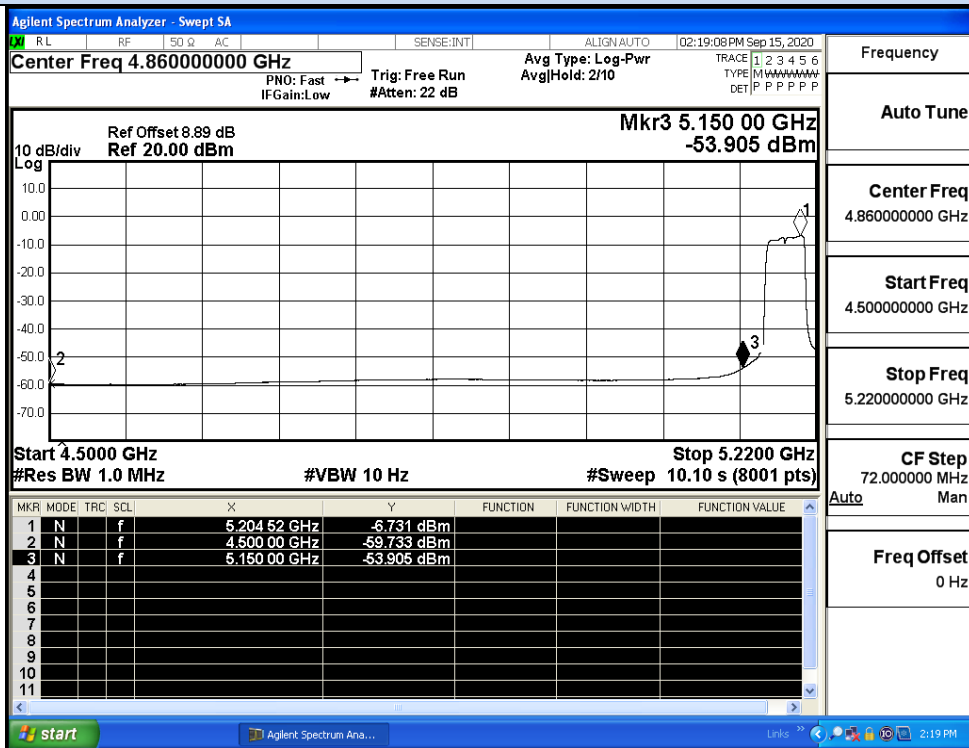 Agilent Spectrum Analyzer - Swept SA
LXI RL RF 50 Ω AC SENSE:INT ALIGN AUTO 02:19:08 PM Sep 15, 2020
Center Freq 4.860000000 GHz
PNO: Fast
IFGain:Low
Trig: Free Run
#Atten: 22 dB
Avg Type: Log-Pwr
Avg|Hold: 2/10
TRACE 1 2 3 4 5 6
TYPE M WWWWW
DET P P P P P P
Mkr3 5.150 00 GHz
-53.905 dBm
Ref Offset 8.89 dB
10 dB/div Ref 20.00 dBm
Log
10.0
0.00
-10.0
-20.0
-30.0
-40.0
-50.0
-60.0
-70.0
1
2
3
Start 4.5000 GHz Stop 5.2200 GHz
#Res BW 1.0 MHz #VBW 10 Hz #Sweep 10.10 s (8001 pts)
MKR MODE TRC SCL X Y FUNCTION FUNCTION WIDTH FUNCTION VALUE
1 N f 5.204 52 GHz -6.731 dBm
2 N f 4.500 00 GHz -59.733 dBm
3 N f 5.150 00 GHz -53.905 dBm
4
5
6
7
8
9
10
11
Frequency
Auto Tune
Center Freq
4.860000000 GHz
Start Freq
4.500000000 GHz
Stop Freq
5.220000000 GHz
CF Step
72.000000 MHz
Auto Man
Freq Offset
0 Hz
start Agilent Spectrum Ana... Links » 2:19 PM